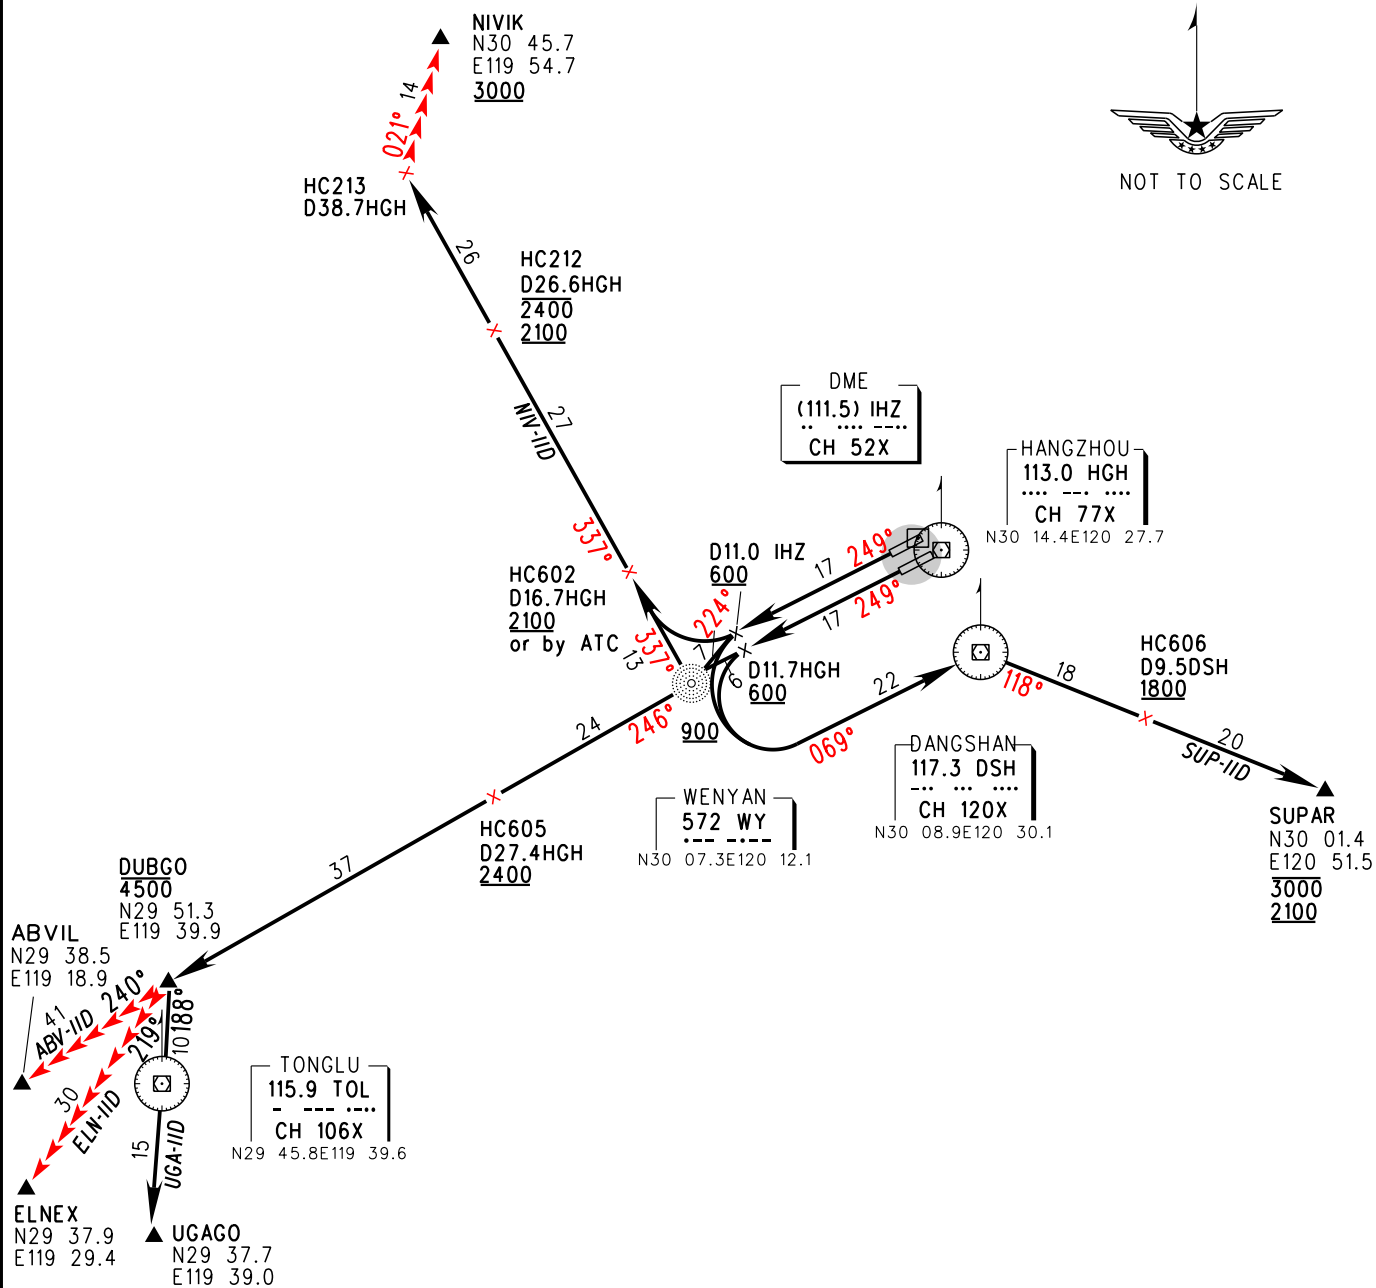 NIVIK
N30 45.7
E119 54.7
3000
14
021°
NOT TO SCALE
HC213
D38.7HGH
26
HC212
D26.6HGH
2400
2100
27
NIV-IID
DME
(111.5) IHZ
·· ···· --··
CH 52X
HANGZHOU
113.0 HGH
···· --· ····
CH 77X
N30 14.4E120 27.7
337°
D11.0 IHZ
600
17
249°
HC602
D16.7HGH
2100
or by ATC
224°
17
249°
13
337°
7
6
D11.7HGH
600
HC606
D9.5DSH
1800
18
118°
22
24
246°
900
069°
20
SUP-IID
DANGSHAN
117.3 DSH
-·· ··· ····
CH 120X
N30 08.9E120 30.1
WENYAN
572 WY
·-- -·--
N30 07.3E120 12.1
SUPAR
N30 01.4
E120 51.5
3000
2100
HC605
D27.4HGH
2400
37
DUBGO
4500
N29 51.3
E119 39.9
ABVIL
N29 38.5
E119 18.9
240°
41
ABV-IID
219°
188°
10
30
ELN-IID
TONGLU
115.9 TOL
- --- ·-··
CH 106X
N29 45.8E119 39.6
15
UGA-IID
ELNEX
N29 37.9
E119 29.4
UGAGO
N29 37.7
E119 39.0